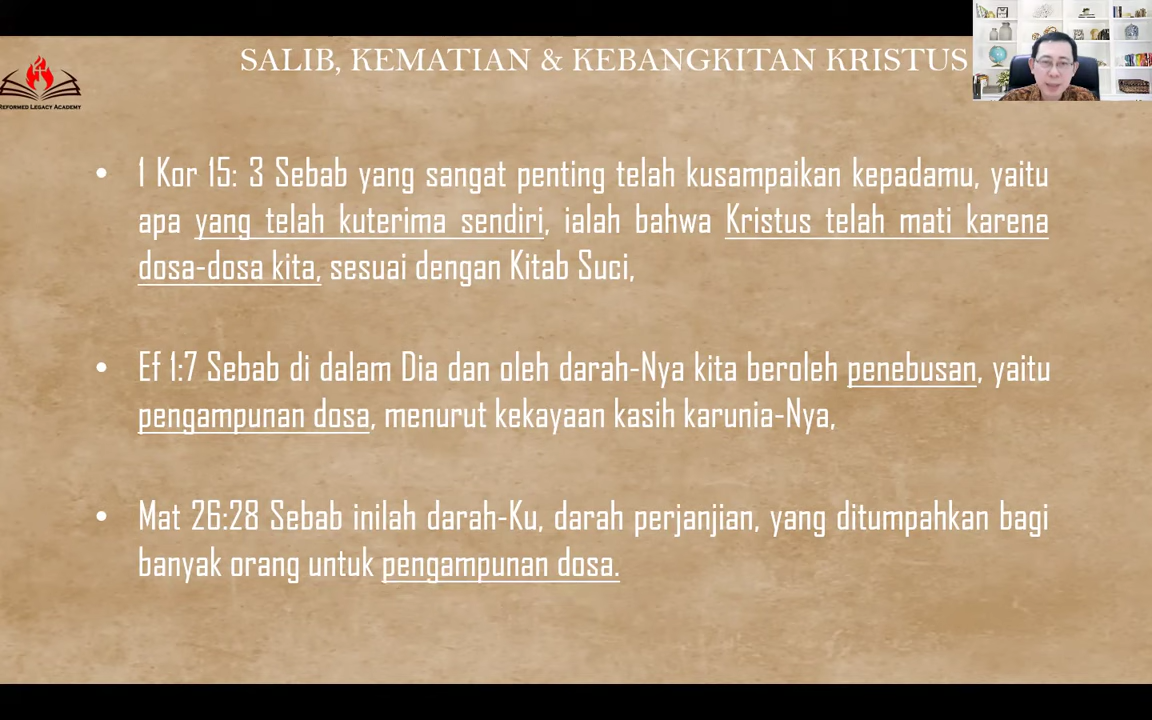 SALIB, KEMATIAN & KEBANGKITAN KRISTUS
REFORMED LEGACY ACADEMY
• 1 Kor 15: 3 Sebab yang sangat penting telah kusampaikan kepadamu, yaitu
apa yang telah kuterima sendiri, ialah bahwa Kristus telah mati karena
dosa-dosa kita, sesuai dengan Kitab Suci,
• Ef 1:7 Sebab di dalam Dia dan oleh darah-Nya kita beroleh penebusan, yaitu
pengampunan dosa, menurut kekayaan kasih karunia-Nya,
• Mat 26:28 Sebab inilah darah-Ku, darah perjanjian, yang ditumpahkan bagi
banyak orang untuk pengampunan dosa.